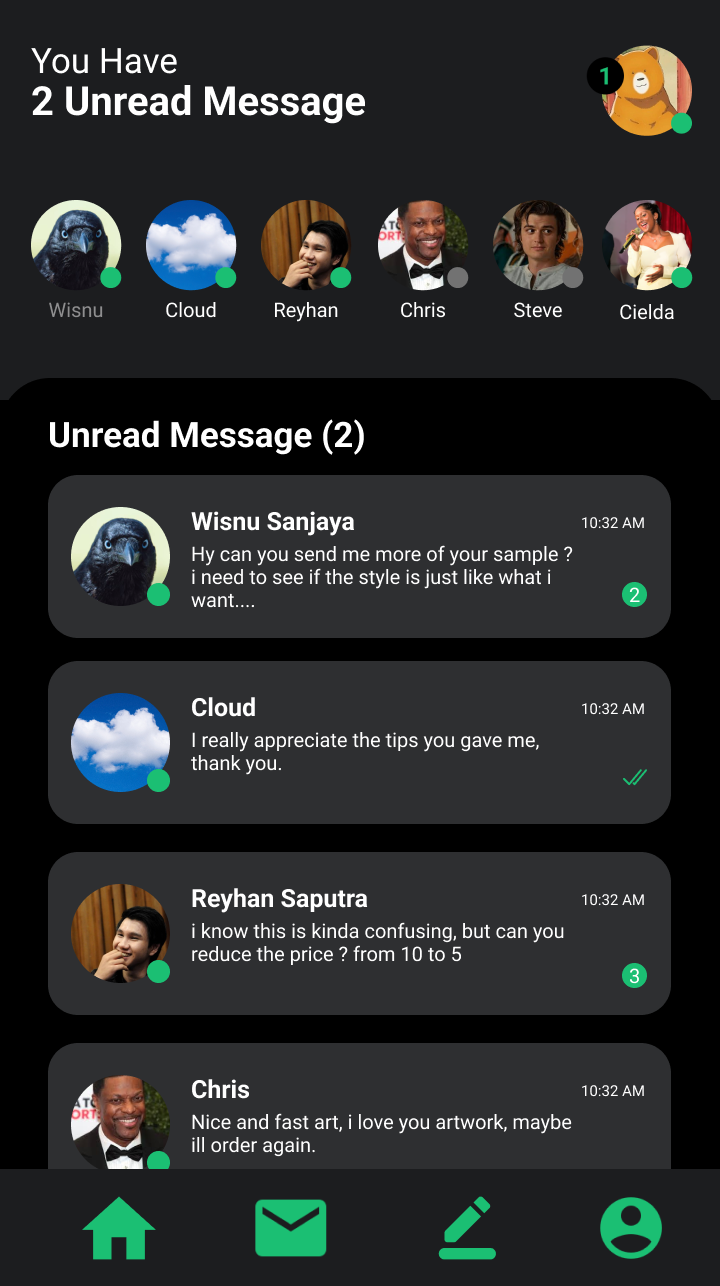 You Have
2 Unread Message
1
Wisnu
Cloud
Reyhan
Chris
Steve
Cielda
Unread Message (2)
Wisnu Sanjaya
10:32 AM
Hy can you send me more of your sample ?
i need to see if the style is just like what i
want....
2
Cloud
10:32 AM
I really appreciate the tips you gave me,
thank you.
Reyhan Saputra
10:32 AM
i know this is kinda confusing, but can you
reduce the price ? from 10 to 5
3
Chris
10:32 AM
Nice and fast art, i love you artwork, maybe
ill order again.